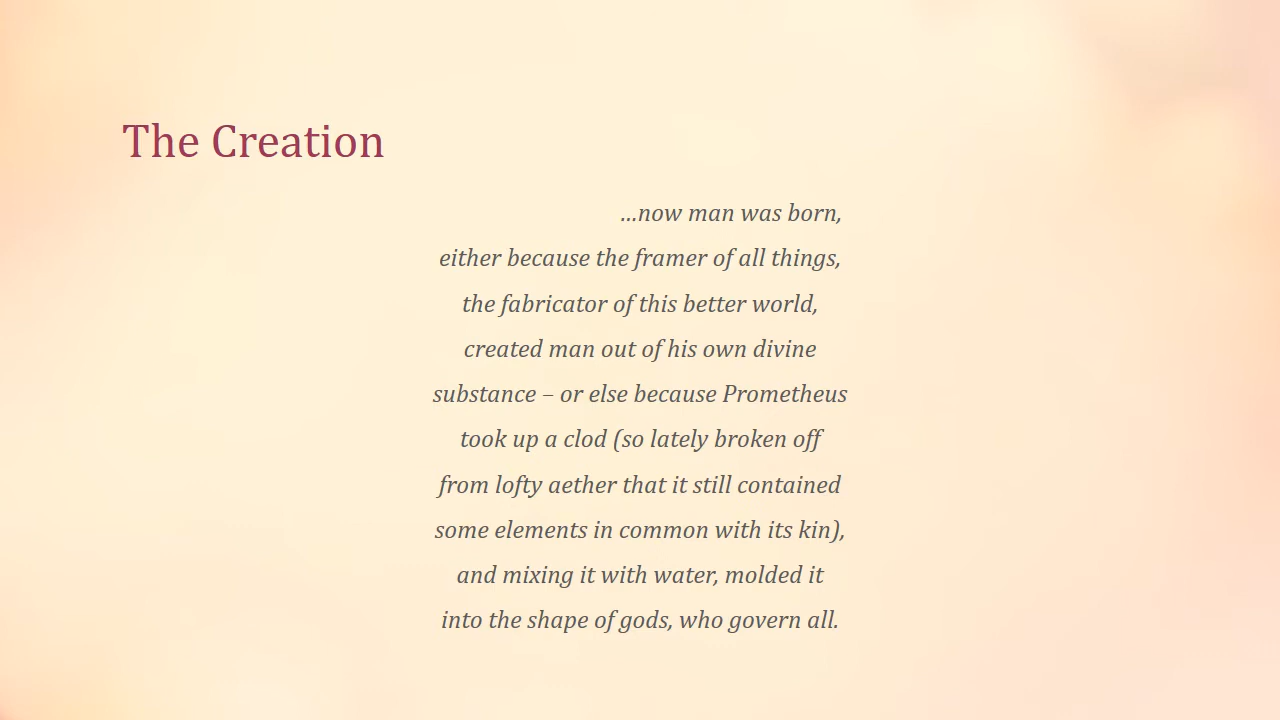 The Creation
...now man was born,
either because the framer of all things,
the fabricator of this better world,
created man out of his own divine
substance – or else because Prometheus
took up a clod (so lately broken off
from lofty aether that it still contained
some elements in common with its kin),
and mixing it with water, molded it
into the shape of gods, who govern all.